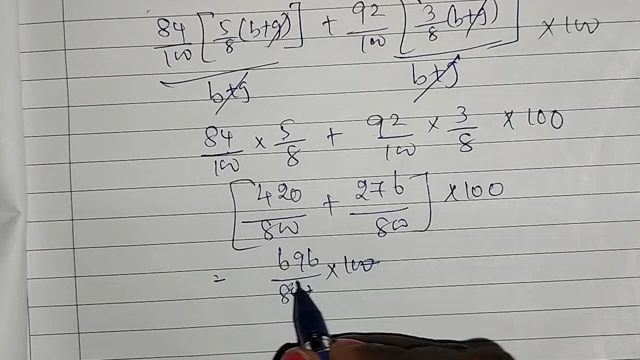 84/100 [5/8 (b+g)] / b+g + 92/100 [3/8 (b+g)] / b+g × 100
84/100 × 5/8 + 92/100 × 3/8 × 100
[420/800 + 276/800] × 100
= 696/800 × 100